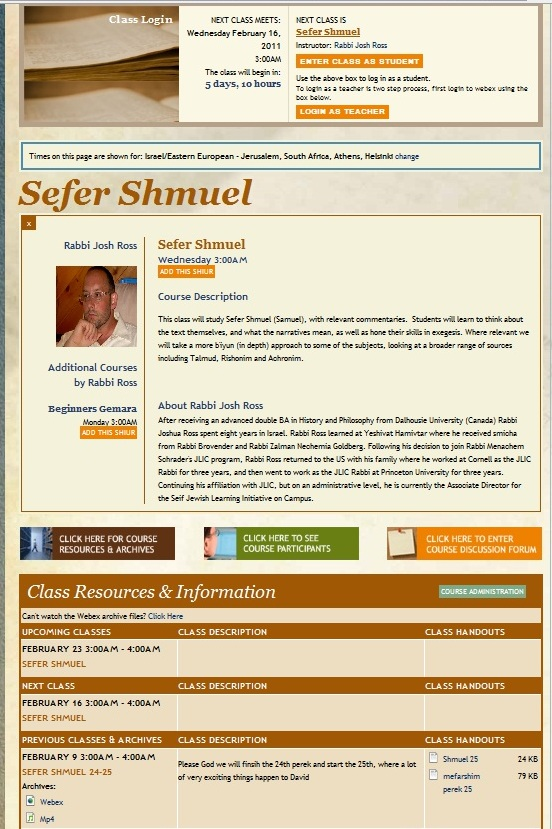 Class Login
NEXT CLASS MEETS:
Wednesday February 16,
2011
3:00AM
The class will begin in:
5 days, 10 hours
NEXT CLASS IS
Sefer Shmuel
Instructor: Rabbi Josh Ross
ENTER CLASS AS STUDENT
Use the above box to log in as a student.
To login as a teacher is two step process, first login to webex using the
box below.
LOGIN AS TEACHER
Times on this page are shown for: Israel/Eastern European - Jerusalem, South Africa, Athens, Helsinki change
Sefer Shmuel
x
Rabbi Josh Ross
Additional Courses
by Rabbi Ross
Beginners Gemara
Monday 3:00AM
ADD THIS SHIUR
Sefer Shmuel
Wednesday 3:00AM
ADD THIS SHIUR
Course Description
This class will study Sefer Shmuel (Samuel), with relevant commentaries. Students will learn to think about
the text themselves, and what the narratives mean, as well as hone their skills in exegesis. Where relevant we
will take a more b'iyun (in depth) approach to some of the subjects, looking at a broader range of sources
including Talmud, Rishonim and Achronim.
About Rabbi Josh Ross
After receiving an advanced double BA in History and Philosophy from Dalhousie University (Canada) Rabbi
Joshua Ross spent eight years in Israel. Rabbi Ross learned at Yeshivat Hamivtar where he received smicha
from Rabbi Brovender and Rabbi Zalman Nechemia Goldberg. Following his decision to join Rabbi Menachem
Schrader's JLIC program, Rabbi Ross returned to the US with his family where he worked at Cornell as the JLIC
Rabbi for three years, and then went to work as the JLIC Rabbi at Princeton University for three years.
Continuing his affiliation with JLIC, but on an administrative level, he is currently the Associate Director for
the Seif Jewish Learning Initiative on Campus.
CLICK HERE FOR COURSE
RESOURCES & ARCHIVES
CLICK HERE TO SEE
COURSE PARTICIPANTS
CLICK HERE TO ENTER
COURSE DISCUSSION FORUM
Class Resources & Information
COURSE ADMINISTRATION
Can't watch the Webex archive files? Click Here
UPCOMING CLASSES CLASS DESCRIPTION CLASS HANDOUTS
FEBRUARY 23 3:00AM - 4:00AM
SEFER SHMUEL
NEXT CLASS CLASS DESCRIPTION CLASS HANDOUTS
FEBRUARY 16 3:00AM - 4:00AM
SEFER SHMUEL
PREVIOUS CLASSES & ARCHIVES CLASS DESCRIPTION CLASS HANDOUTS
FEBRUARY 9 3:00AM - 4:00AM
SEFER SHMUEL 24-25
Archives:
Webex
Mp4
Please God we will finsih the 24th perek and start the 25th, where a lot
of very exciting things happen to David
Shmuel 25 24 KB
mefarshim 79 KB
perek 25